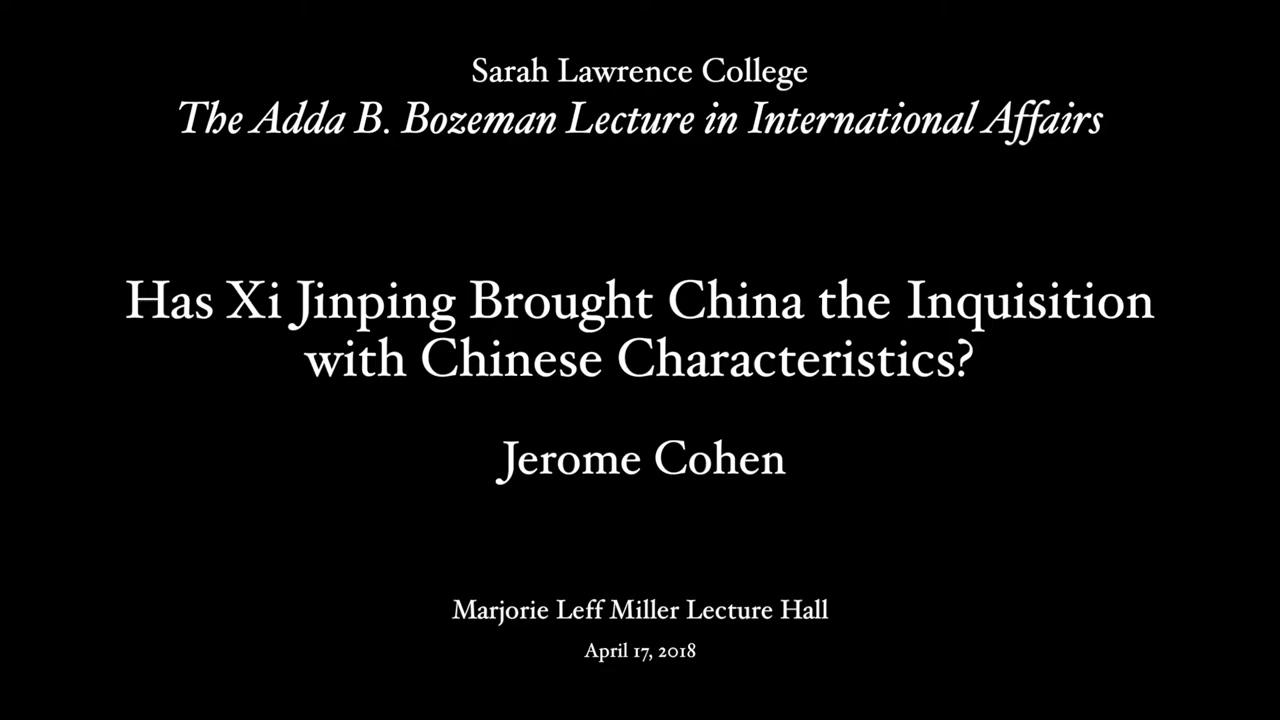 Sarah Lawrence College
The Adda B. Bozeman Lecture in International Affairs
Has Xi Jinping Brought China the Inquisition
with Chinese Characteristics?
Jerome Cohen
Marjorie Leff Miller Lecture Hall
April 17, 2018